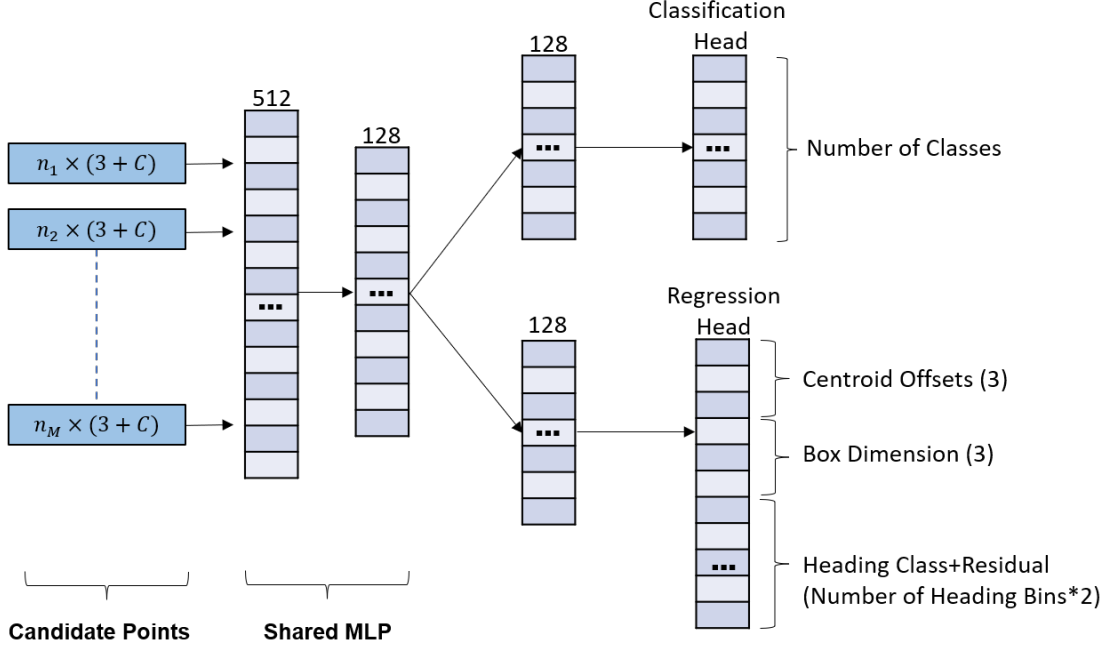 Classification
Head
128
Number of Classes
512
128
n₁ × (3 + C)
n₂ × (3 + C)
n_M × (3 + C)
Regression
Head
128
Centroid Offsets (3)
Box Dimension (3)
Heading Class+Residual
(Number of Heading Bins*2)
Candidate Points
Shared MLP